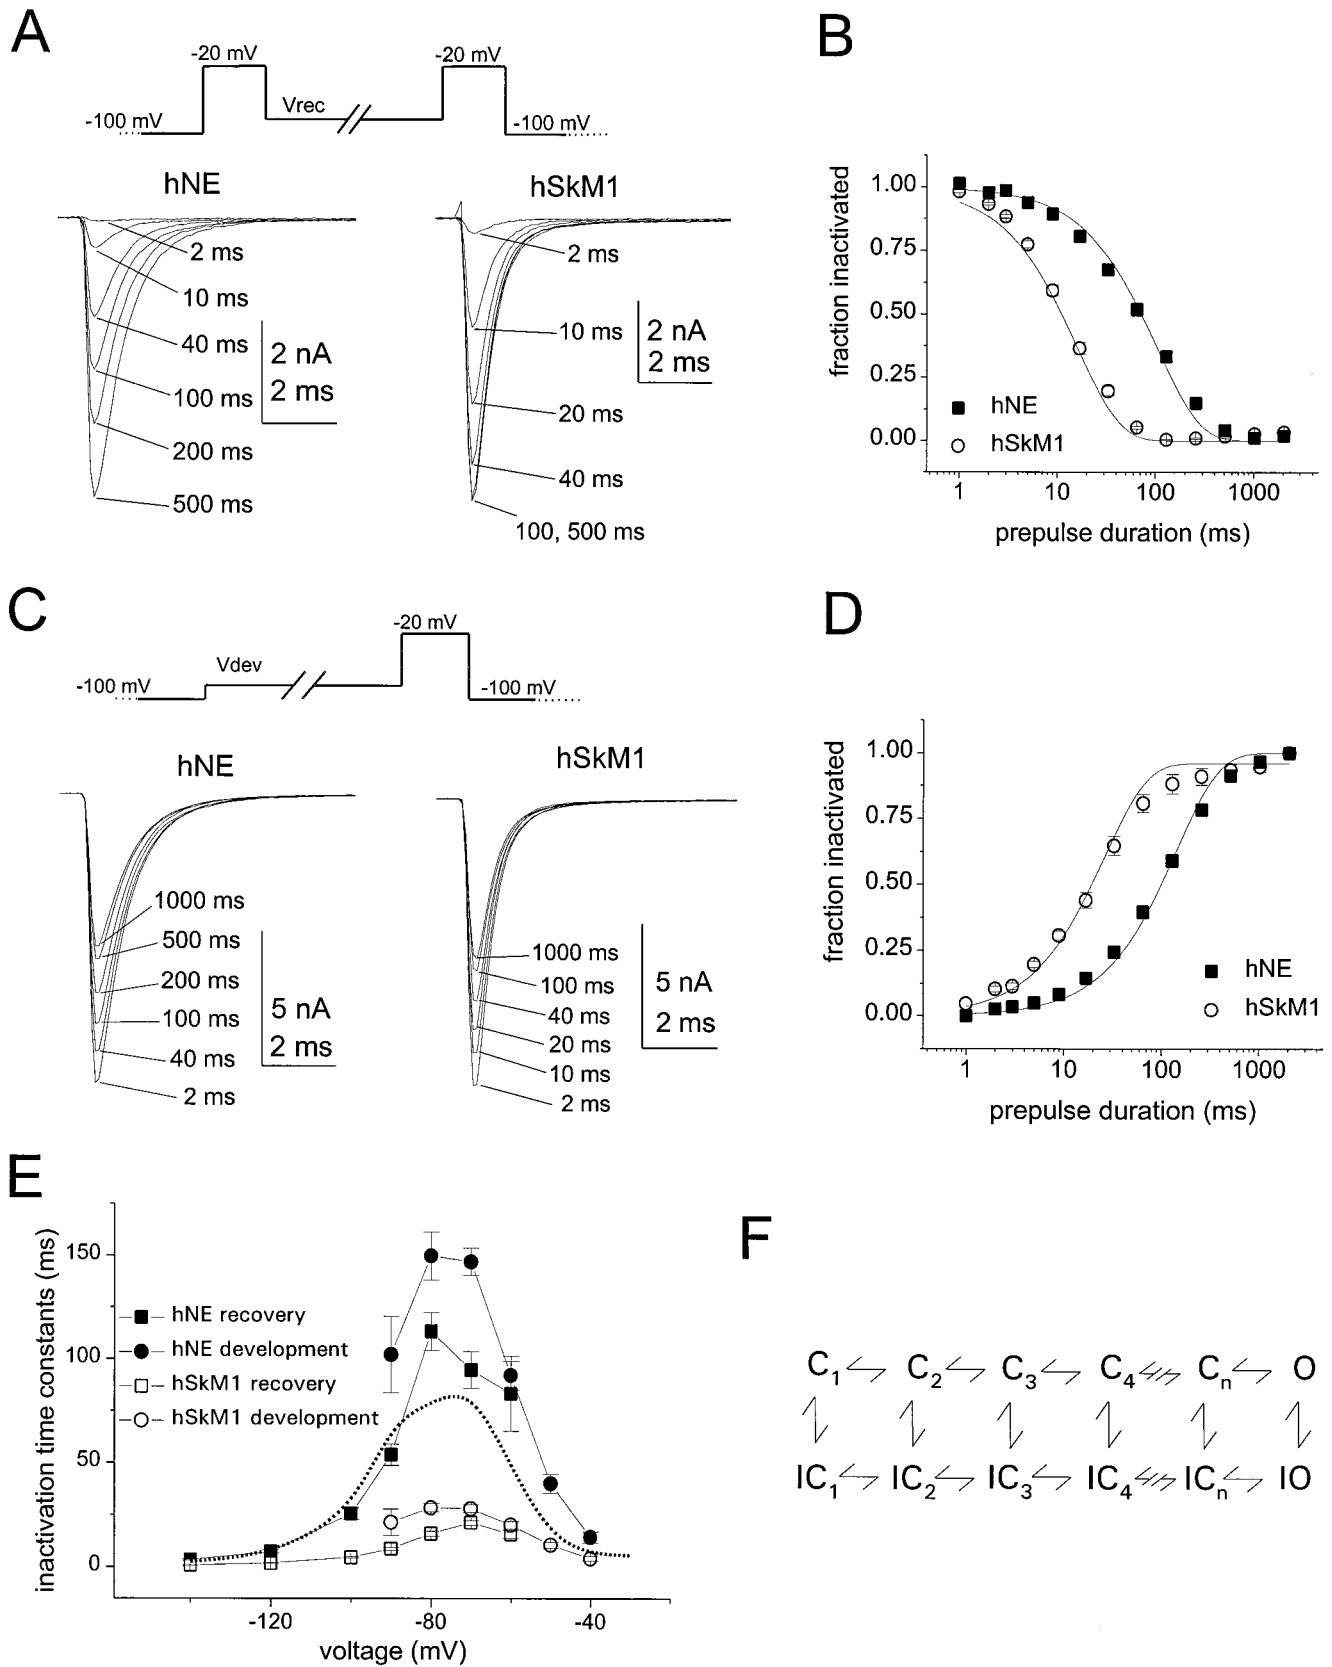 A
-20 mV
-20 mV
Vrec
-100 mV
-100 mV
hNE
2 ms
10 ms
40 ms
100 ms
200 ms
500 ms
2 nA
2 ms
hSkM1
2 ms
10 ms
20 ms
40 ms
100, 500 ms
2 nA
2 ms
B
fraction inactivated
1.00
0.75
0.50
0.25
0.00
hNE
hSkM1
1 10 100 1000
prepulse duration (ms)
C
-20 mV
Vdev
-100 mV
-100 mV
hNE
1000 ms
500 ms
200 ms
100 ms
40 ms
2 ms
5 nA
2 ms
hSkM1
1000 ms
100 ms
40 ms
20 ms
10 ms
2 ms
5 nA
2 ms
D
fraction inactivated
1.00
0.75
0.50
0.25
0.00
hNE
hSkM1
1 10 100 1000
prepulse duration (ms)
E
inactivation time constants (ms)
150
100
50
0
hNE recovery
hNE development
hSkM1 recovery
hSkM1 development
-120 -80 -40
voltage (mV)
F
C1 C2 C3 C4 Cn O
IC1 IC2 IC3 IC4 ICn IO